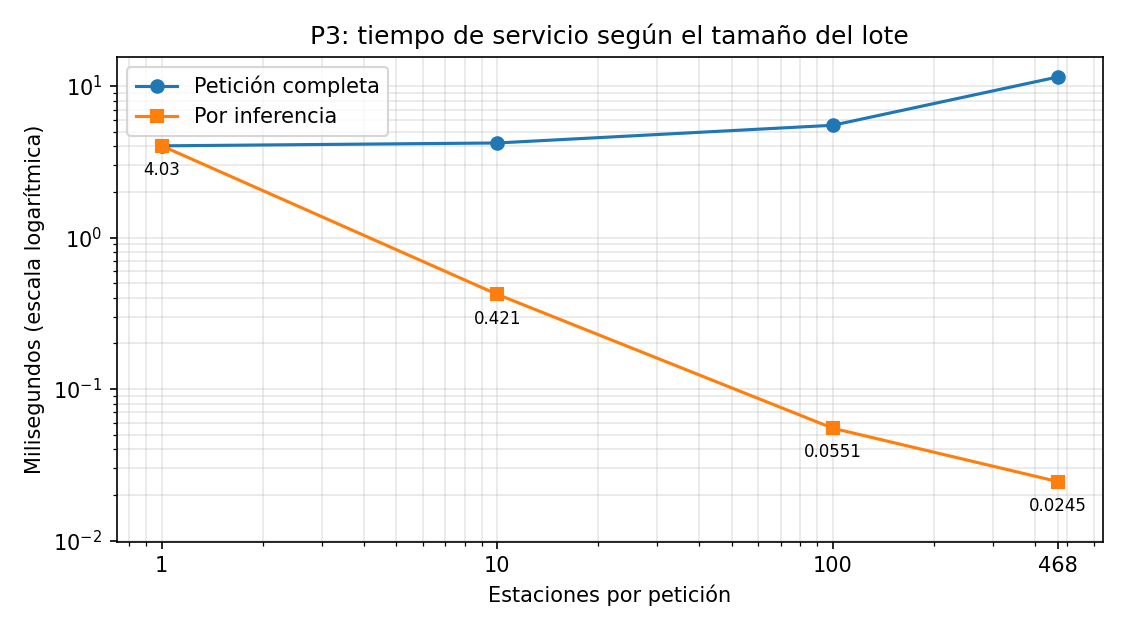 P3: tiempo de servicio según el tamaño del lote
Petición completa
Por inferencia
Milisegundos (escala logarítmica)
10¹
10⁰
10⁻¹
10⁻²
4.03
0.421
0.0551
0.0245
1
10
100
468
Estaciones por petición